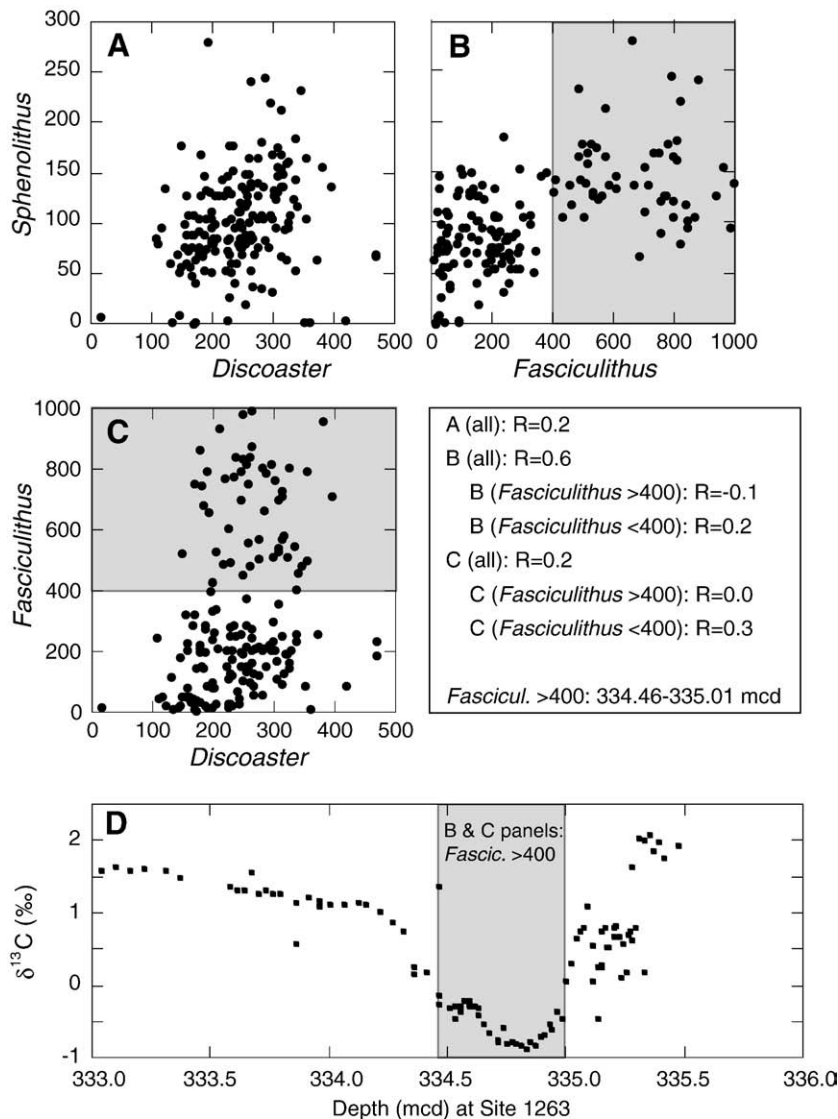 A
B
300
250
200
150
100
50
0
Sphenolithus
0 100 200 300 400 500
Discoaster
0 200 400 600 800 1000
Fasciculithus
C
1000
800
600
400
200
0
Fasciculithus
0 100 200 300 400 500
Discoaster
A (all): R=0.2
B (all): R=0.6
B (Fasciculithus >400): R=-0.1
B (Fasciculithus <400): R=0.2
C (all): R=0.2
C (Fasciculithus >400): R=0.0
C (Fasciculithus <400): R=0.3
Fascicul. >400: 334.46-335.01 mcd
D
B & C panels:
Fascic. >400
2
1
0
-1
δ13C (‰)
333.0 333.5 334.0 334.5 335.0 335.5 336.0
Depth (mcd) at Site 1263